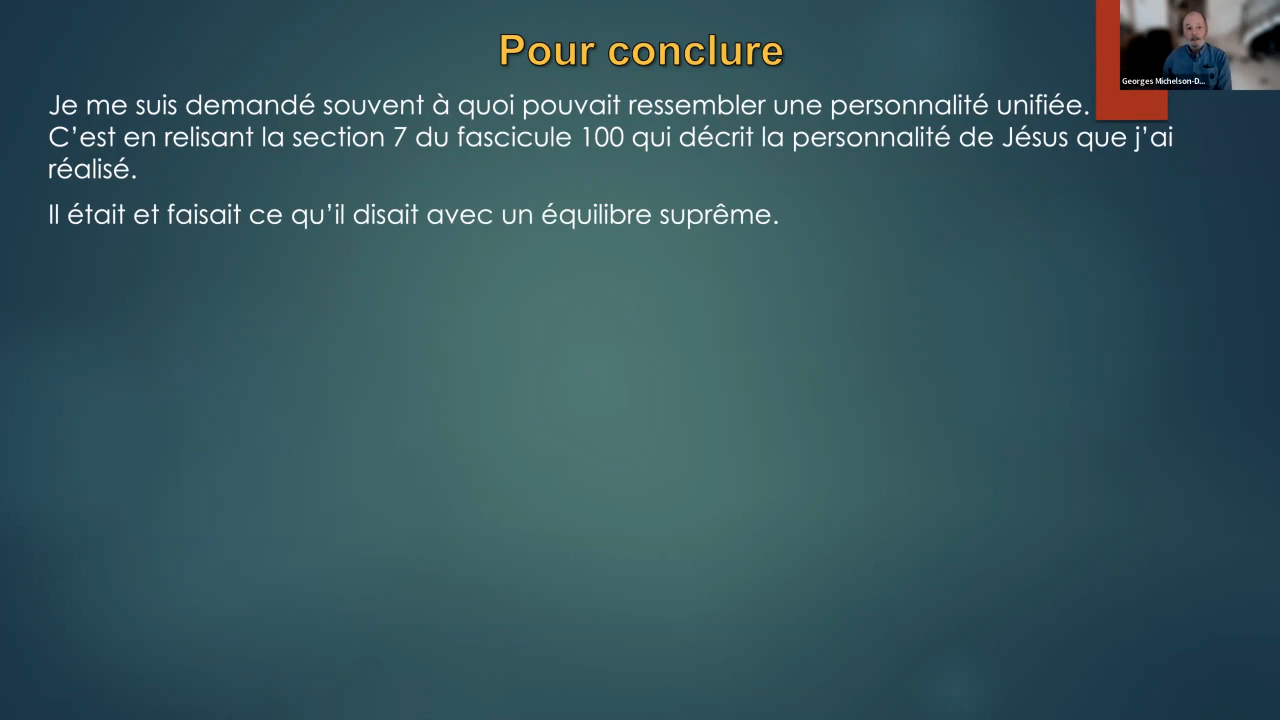 Pour conclure
Georges Michelson-D...
Je me suis demandé souvent à quoi pouvait ressembler une personnalité unifiée.
C’est en relisant la section 7 du fascicule 100 qui décrit la personnalité de Jésus que j’ai
réalisé.
Il était et faisait ce qu’il disait avec un équilibre suprême.